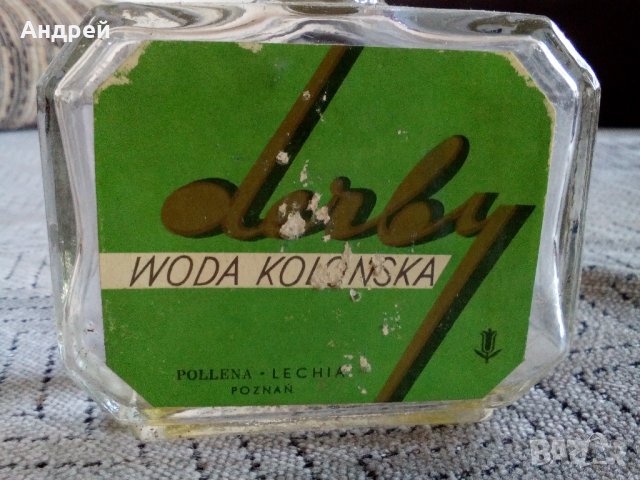 Андрей
derby
WODA KOLOŃSKA
POLLENA • LECHIA
POZNAŃ